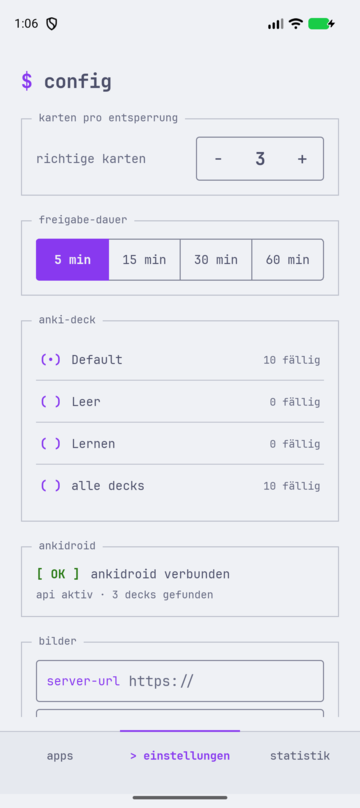 1:06
$ config
karten pro entsperrung
richtige karten - 3 +
freigabe-dauer
5 min 15 min 30 min 60 min
anki-deck
(•) Default 10 fällig
( ) Leer 0 fällig
( ) Lernen 0 fällig
( ) alle decks 10 fällig
ankidroid
[ OK ] ankidroid verbunden
api aktiv · 3 decks gefunden
bilder
server-url https://
apps > einstellungen statistik